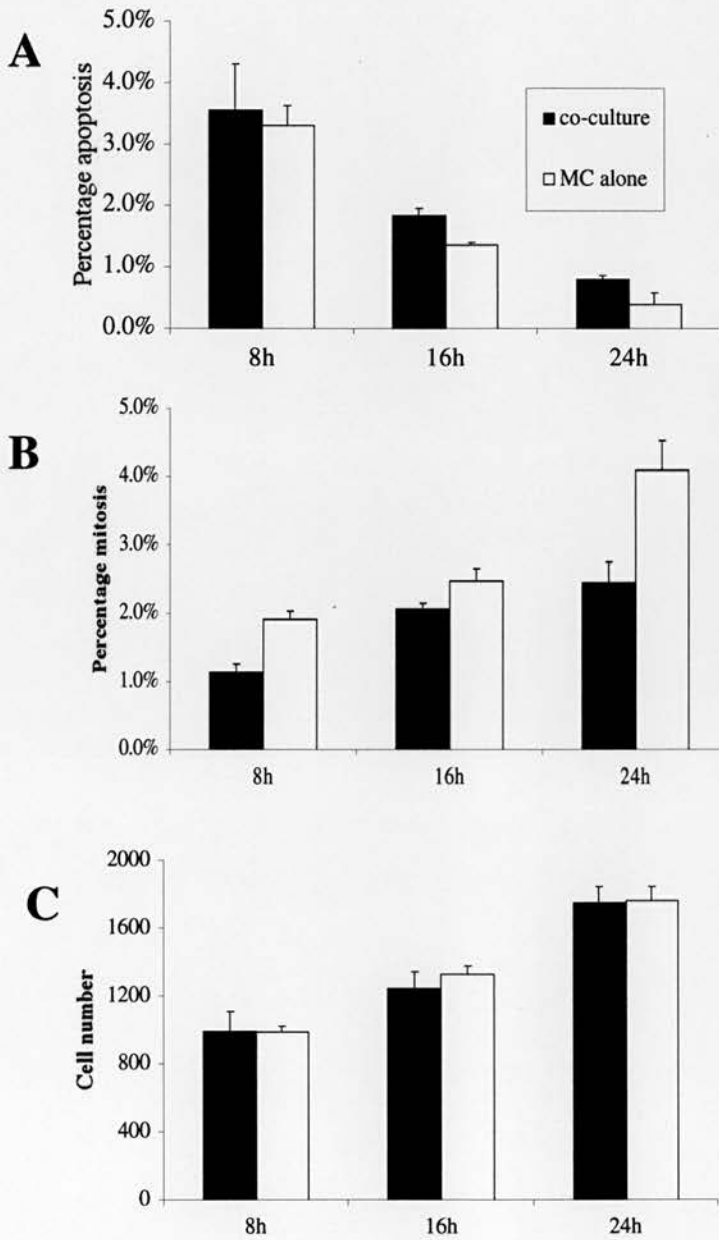 A
Percentage apoptosis
5.0%
4.0%
3.0%
2.0%
1.0%
0.0%
co-culture
MC alone
8h 16h 24h
B
Percentage mitosis
5.0%
4.0%
3.0%
2.0%
1.0%
0.0%
8h 16h 24h
C
Cell number
2000
1600
1200
800
400
0
8h 16h 24h